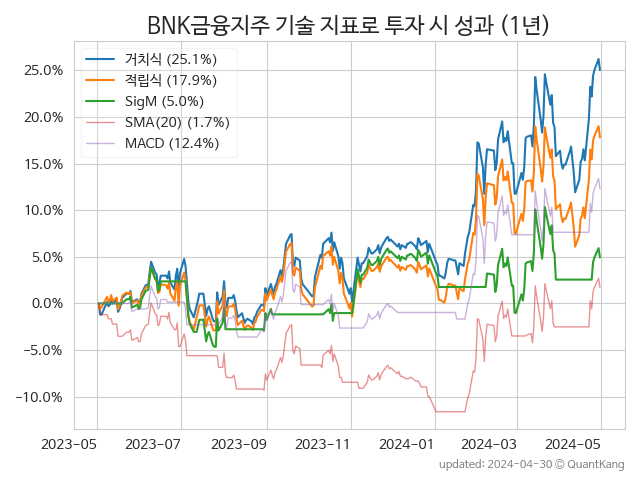 BNK금융지주 기술 지표로 투자 시 성과 (1년)
거치식 (25.1%)
적립식 (17.9%)
SigM (5.0%)
SMA(20) (1.7%)
MACD (12.4%)
25.0%
20.0%
15.0%
10.0%
5.0%
0.0%
−5.0%
−10.0%
2023-05 2023-07 2023-09 2023-11 2024-01 2024-03 2024-05
updated: 2024-04-30 © QuantKang